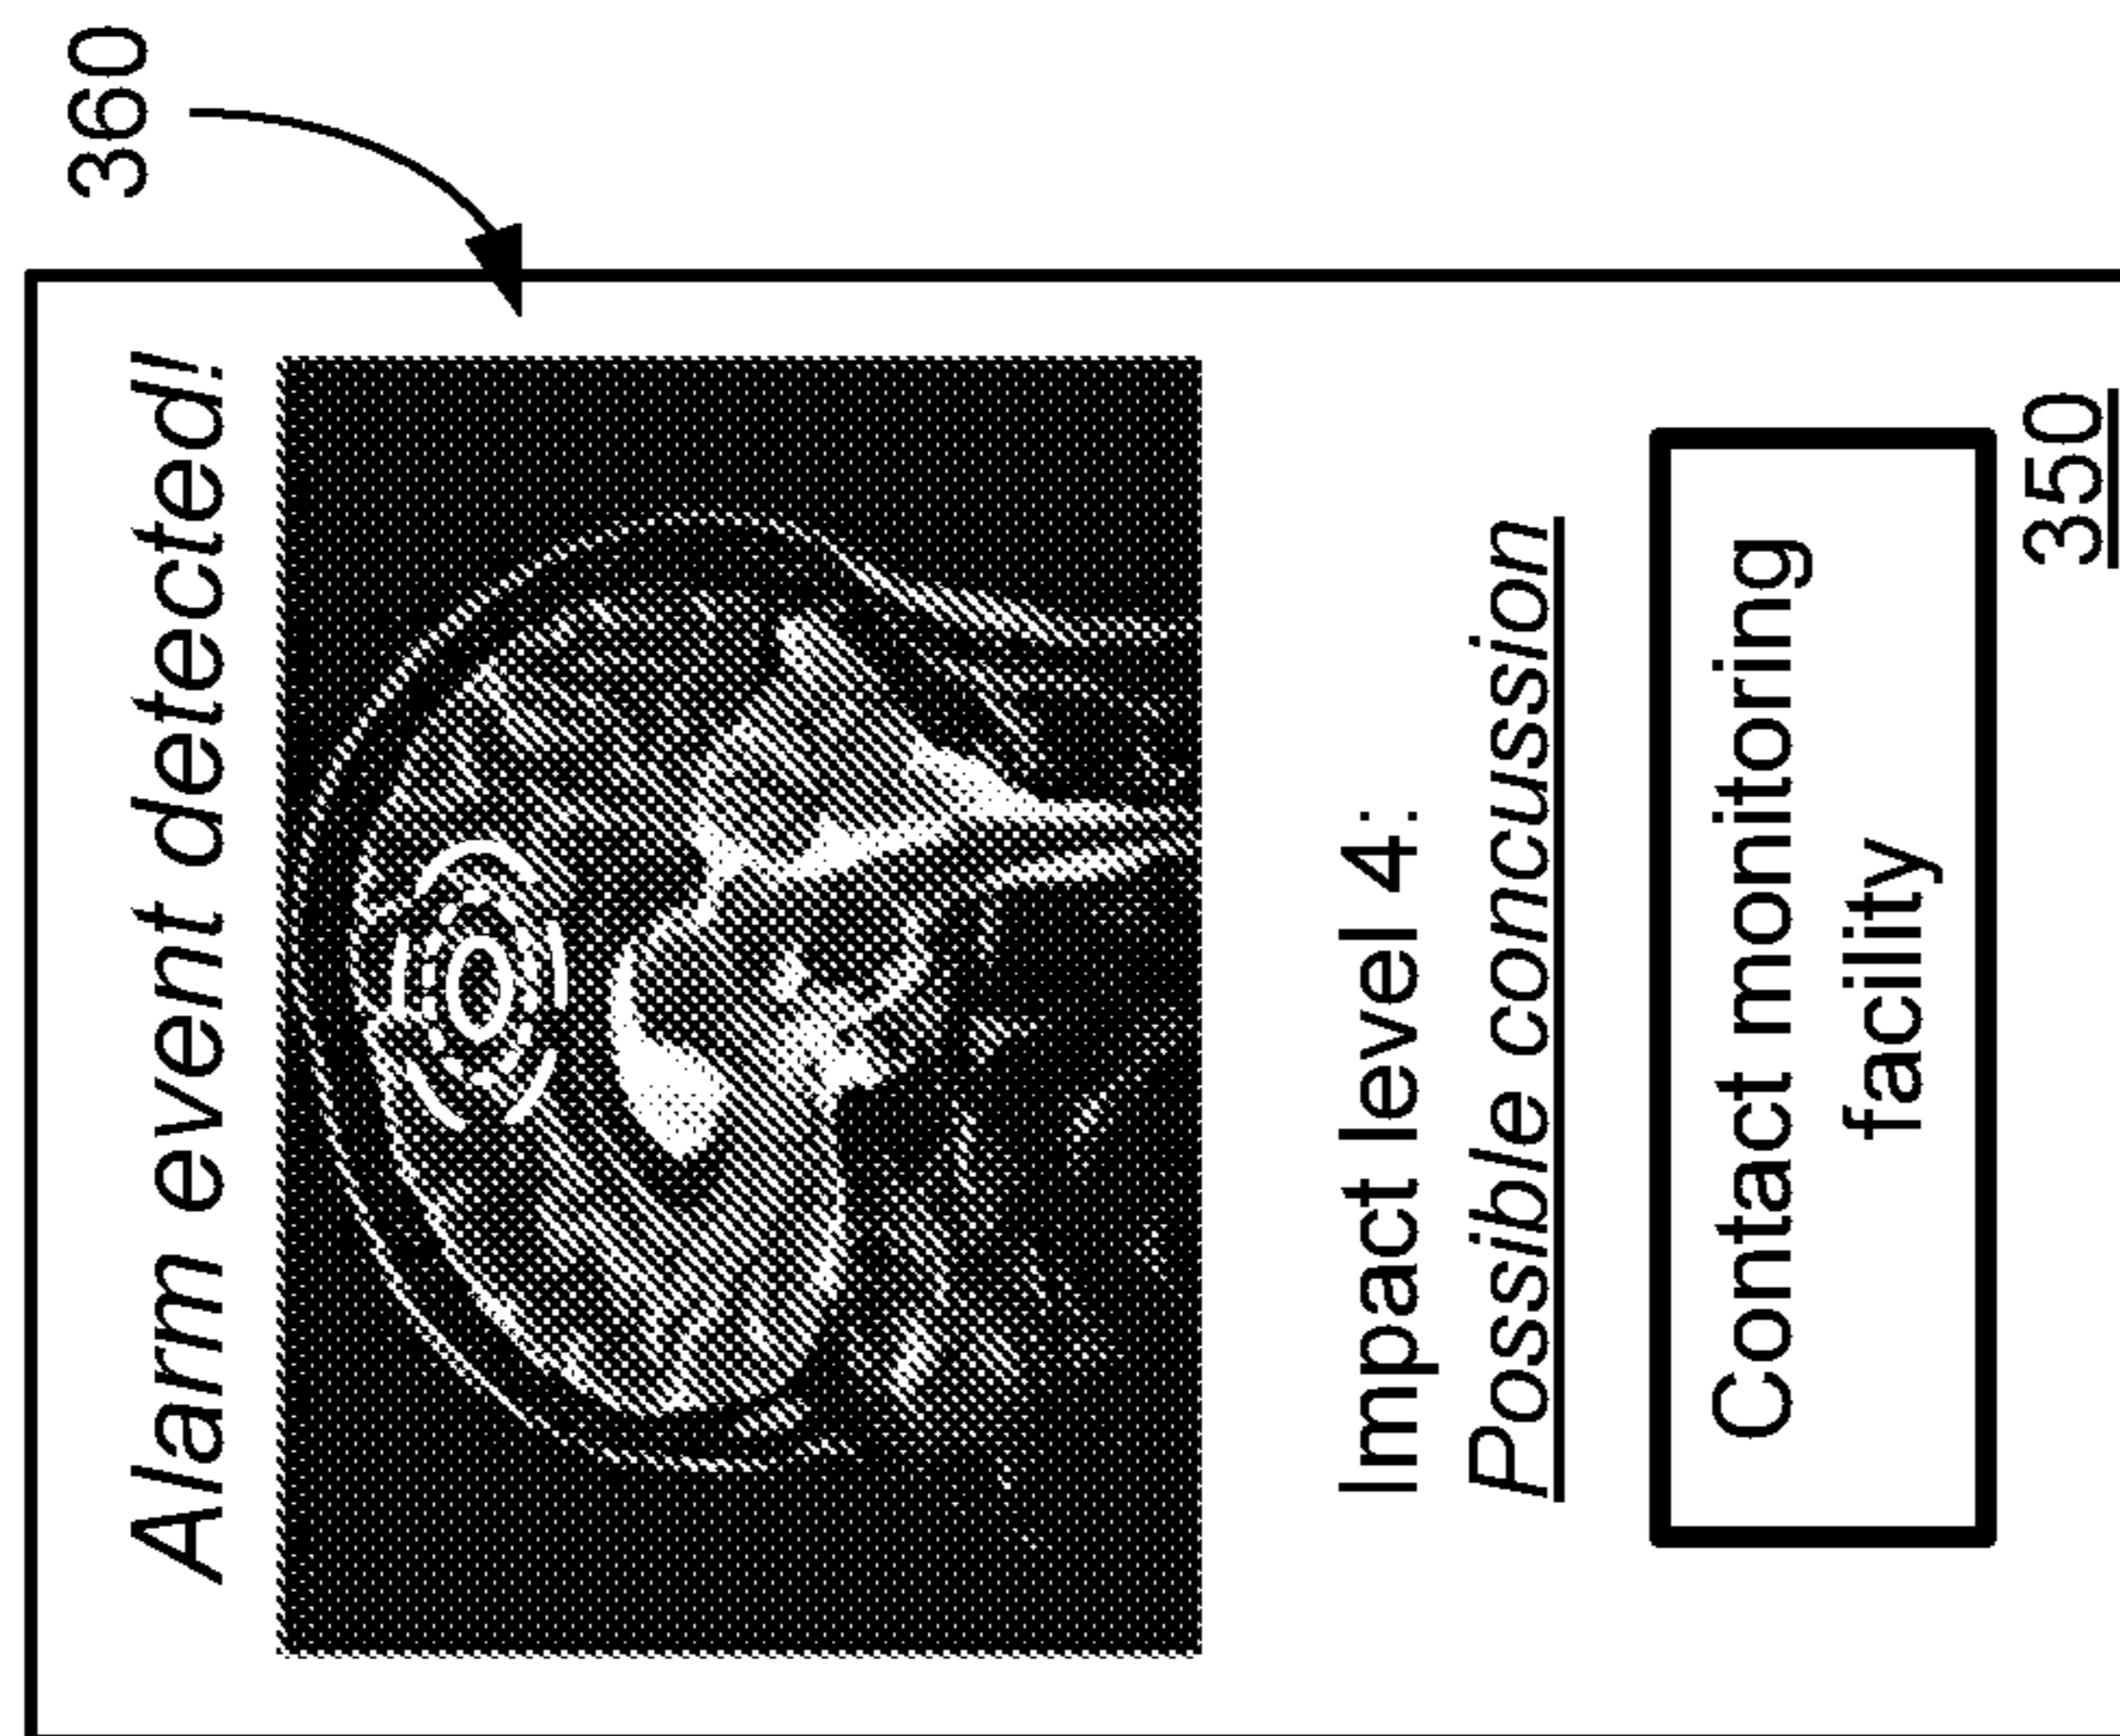 360
Alarm event detected!
Impact level 4:
Possible concussion
Contact monitoring
facility
350